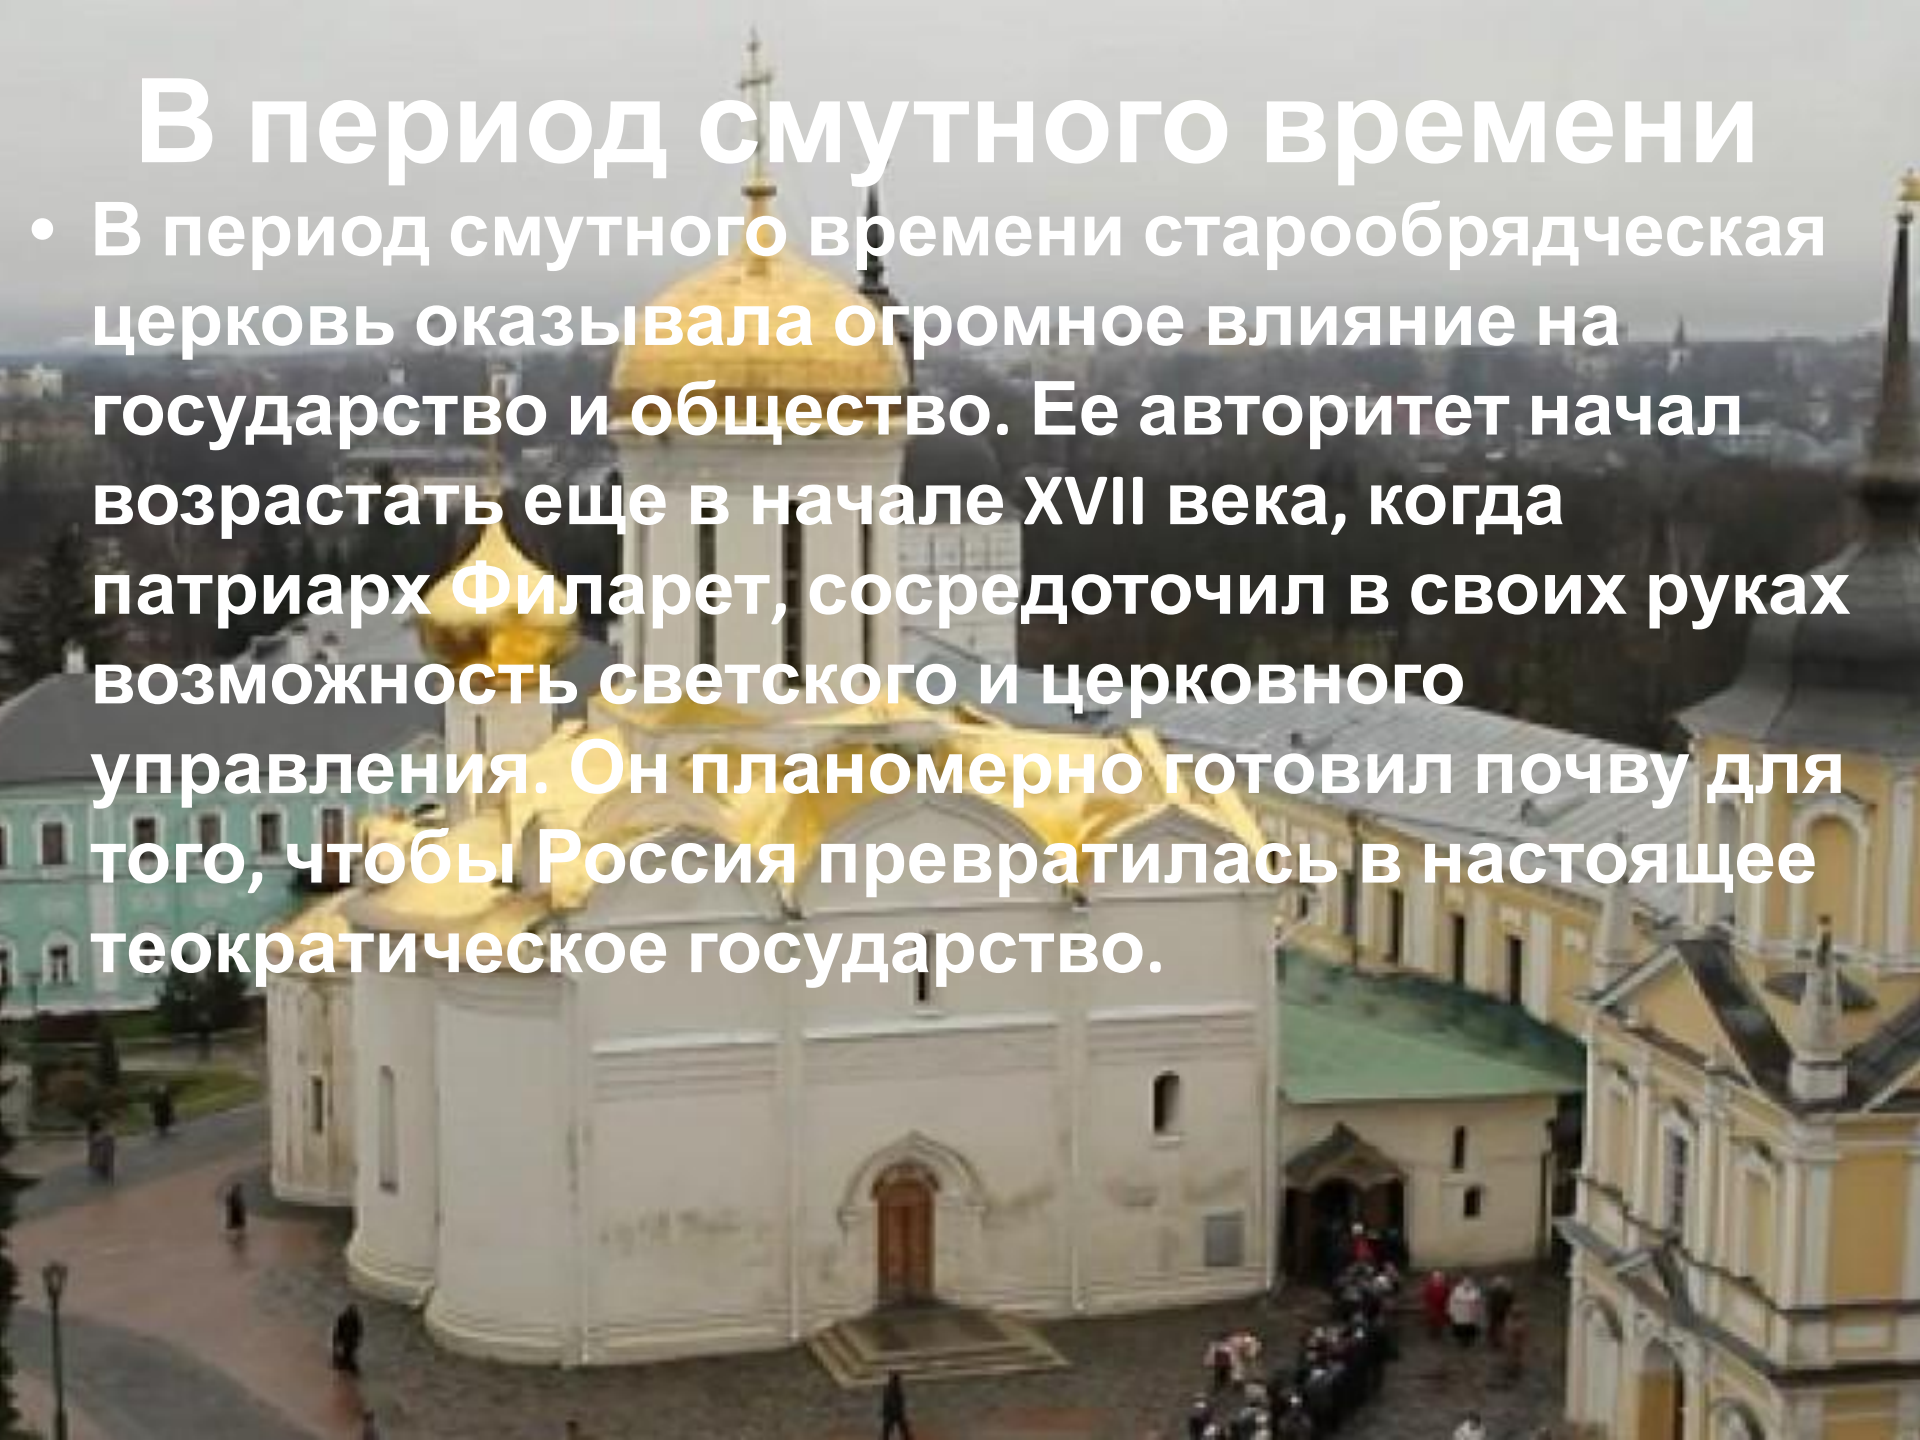 В период смутного времени
• В период смутного времени старообрядческая
церковь оказывала огромное влияние на
государство и общество. Ее авторитет начал
возрастать еще в начале XVII века, когда
патриарх Филарет, сосредоточил в своих руках
возможность светского и церковного
управления. Он планомерно готовил почву для
того, чтобы Россия превратилась в настоящее
теократическое государство.